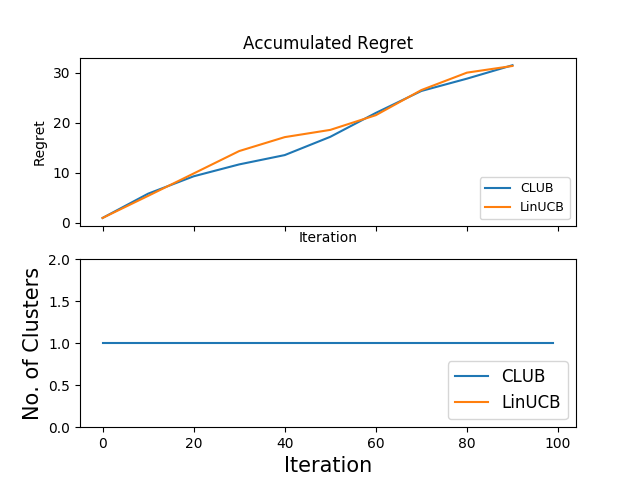 Accumulated Regret
Regret
30
20
10
0
CLUB
LinUCB
Iteration
No. of Clusters
2.0
1.5
1.0
0.5
0.0
CLUB
LinUCB
0 20 40 60 80 100
Iteration